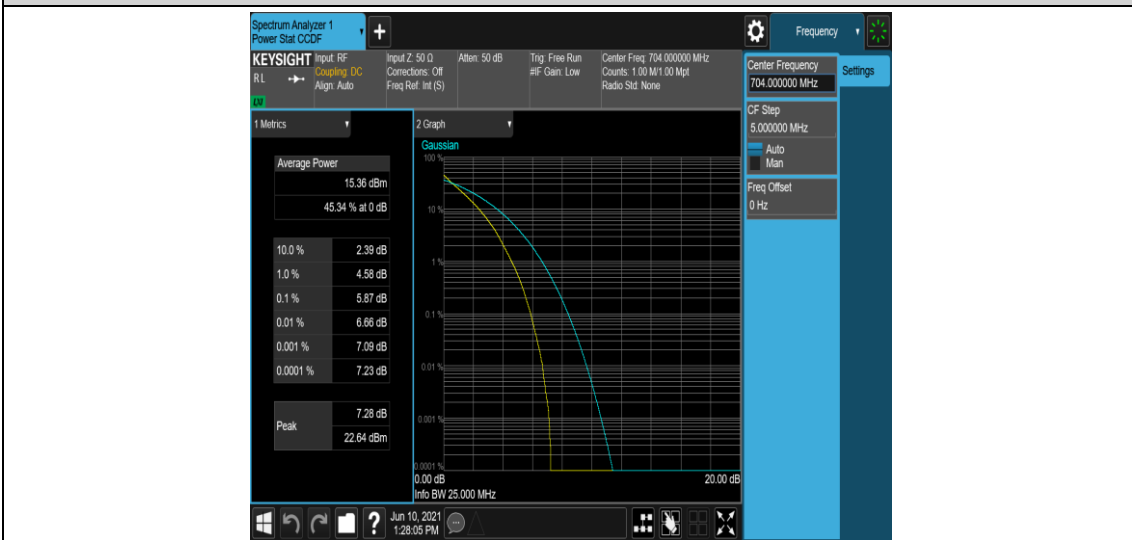 Spectrum Analyzer 1
Power Stat CCDF
Frequency
KEYSIGHT
RL
LXI
Input: RF
Coupling: DC
Align: Auto
Input Z: 50 Ω
Corrections: Off
Freq Ref: Int (S)
Atten: 50 dB
Trig: Free Run
#IF Gain: Low
Center Freq: 704.000000 MHz
Counts: 1.00 M/1.00 Mpt
Radio Std: None
Center Frequency
704.000000 MHz
Settings
CF Step
5.000000 MHz
Auto
Man
Freq Offset
0 Hz
1 Metrics
Average Power
15.36 dBm
45.34 % at 0 dB
10.0 % 2.39 dB
1.0 % 4.58 dB
0.1 % 5.87 dB
0.01 % 6.66 dB
0.001 % 7.09 dB
0.0001 % 7.23 dB
Peak
7.28 dB
22.64 dBm
2 Graph
Gaussian
100 %
10 %
1 %
0.1 %
0.01 %
0.001 %
0.0001 %
0.00 dB 20.00 dB
Info BW 25.000 MHz
?
Jun 10, 2021
1:28:05 PM